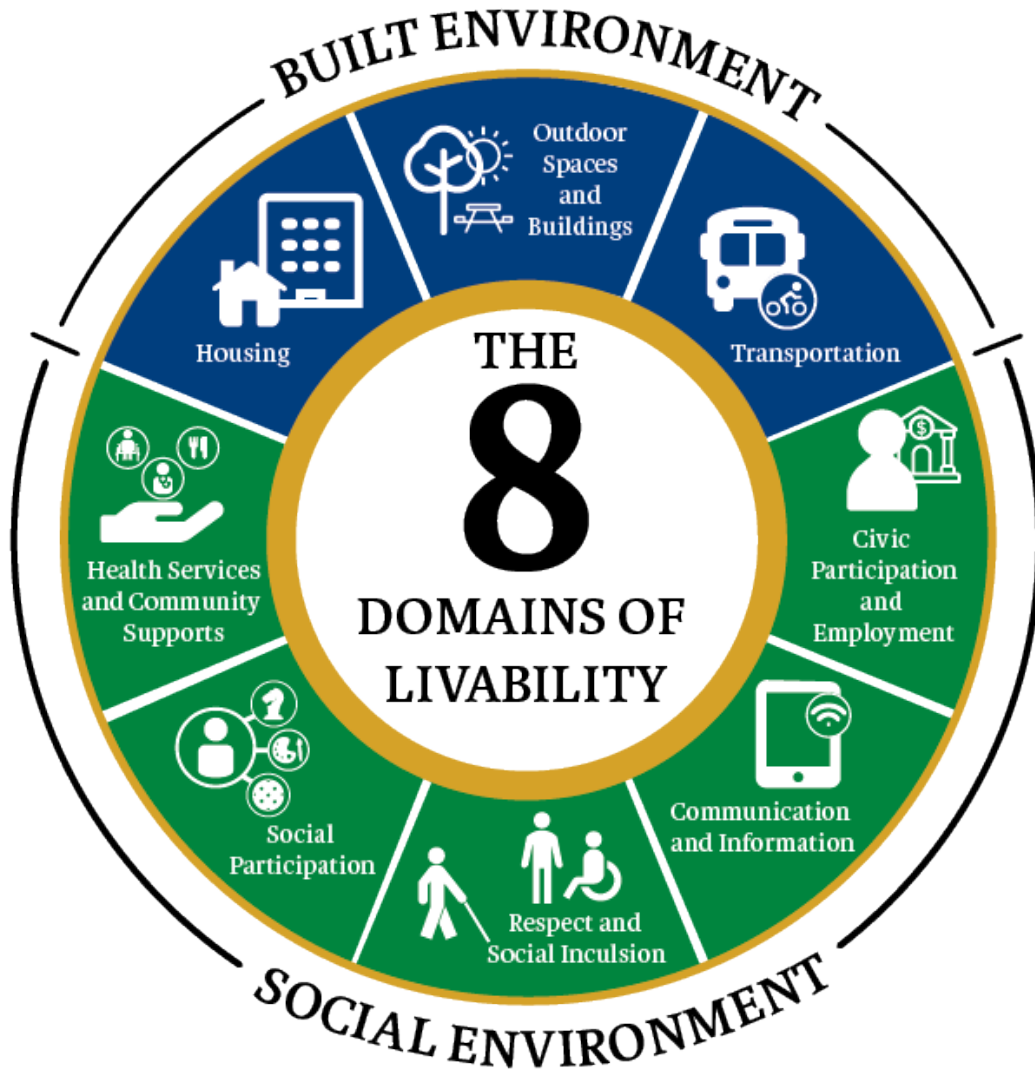 BUILT ENVIRONMENT
Outdoor
Spaces
and
Buildings
Transportation
Housing
THE
8
DOMAINS OF
LIVABILITY
$
Civic
Participation
and
Employment
Health Services
and Community
Supports
Communication
and Information
Social
Participation
Respect and
Social Inculsion
SOCIAL ENVIRONMENT